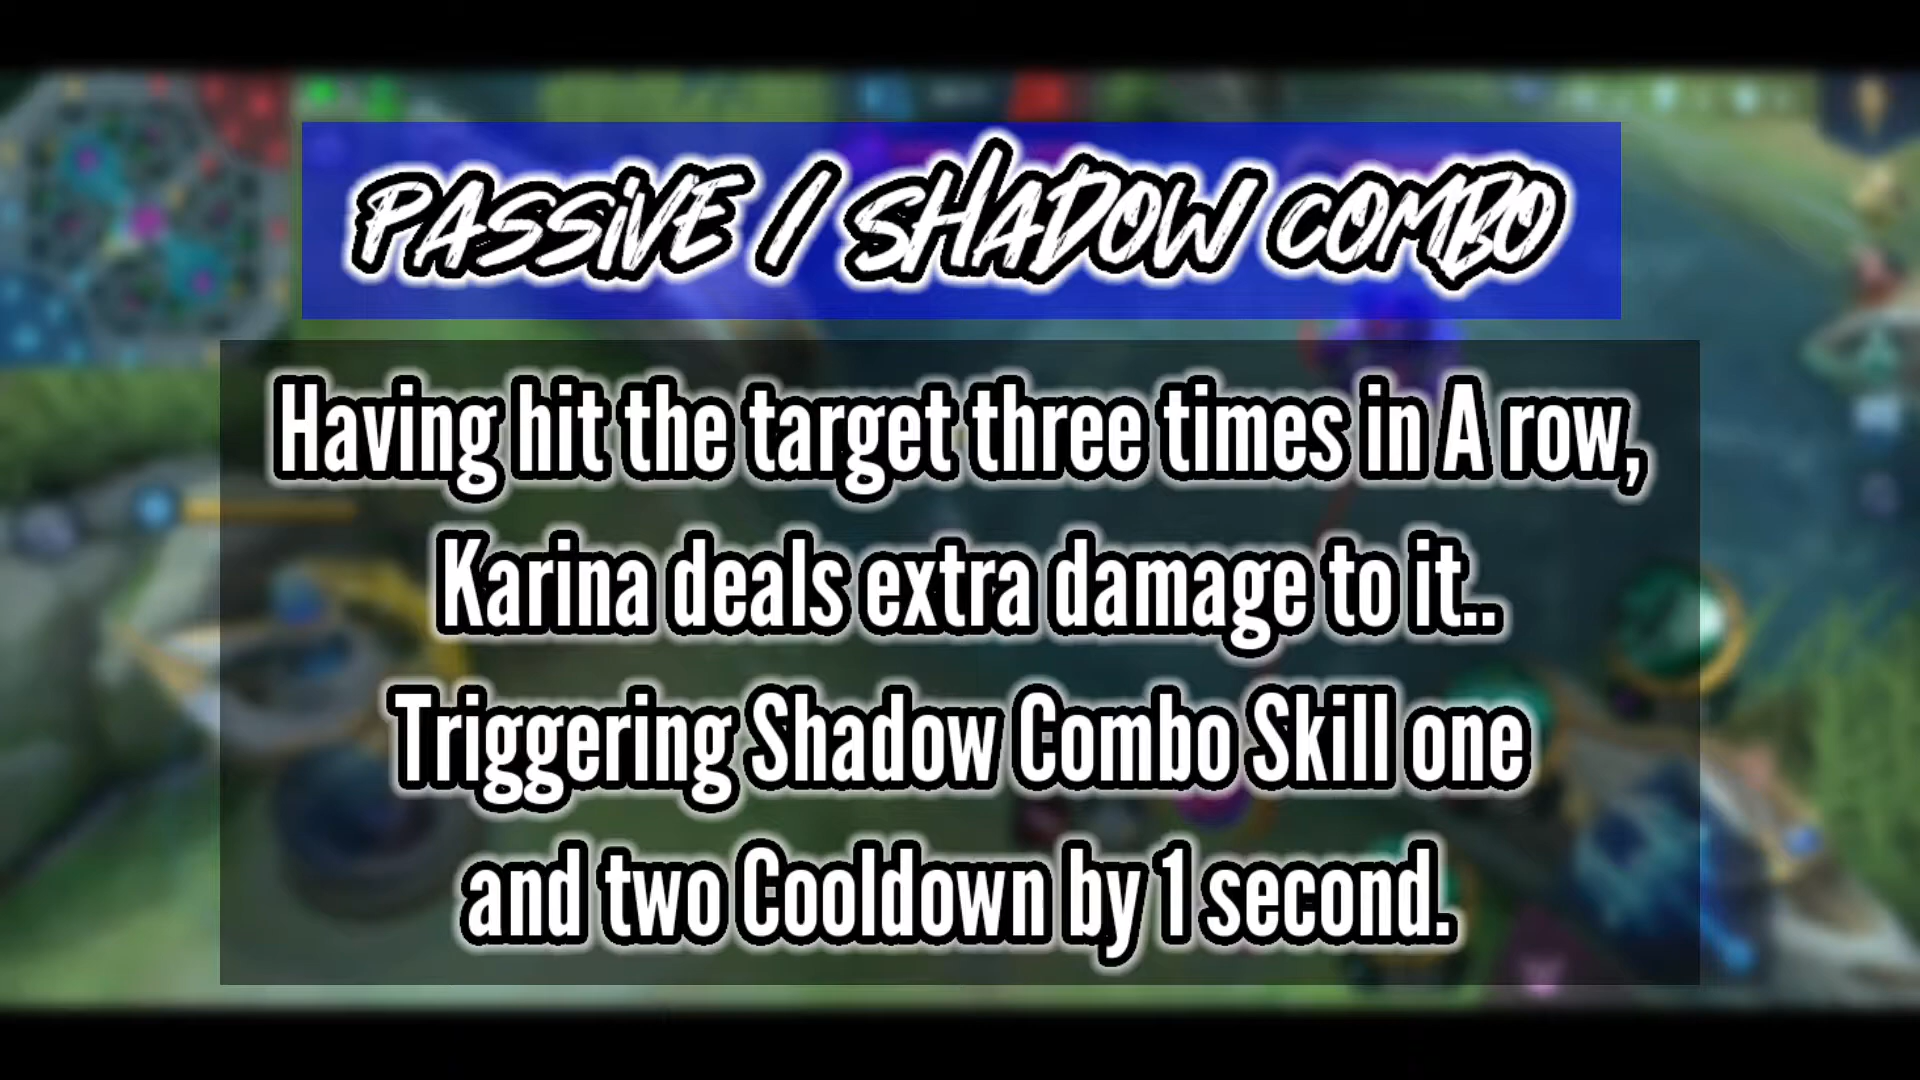 PASSIVE / SHADOW COMBO
Having hit the target three times in A row,
Karina deals extra damage to it..
Triggering Shadow Combo Skill one
and two Cooldown by 1 second.